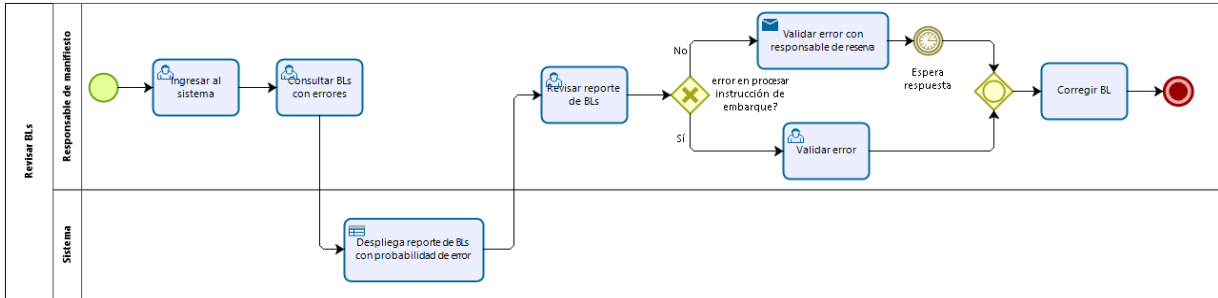 Revisar BLs
Responsable de manifiesto
Ingresar al
sistema
Consultar BLs
con errores
Revisar reporte
de BLs
No
error en procesar
instrucción de
embarque?
Sí
Validar error con
responsable de reserva
Espera
respuesta
Validar error
Corregir BL
Sistema
Despliega reporte de BLs
con probabilidad de error